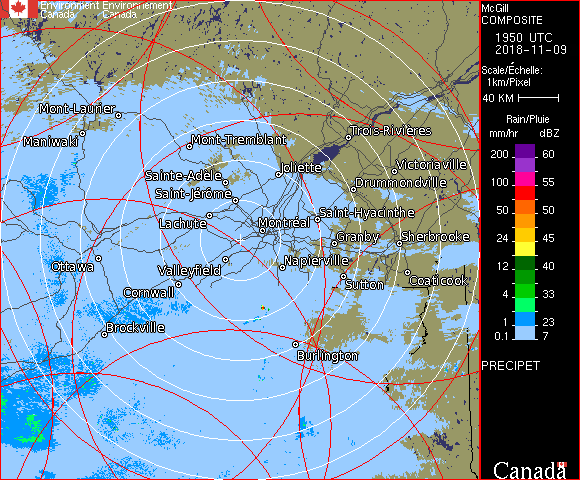 Environment Environnement
Canada Canada
McGill
COMPOSITE
1950 UTC
2018-11-09
Scale/Échelle:
1km/Pixel
40 KM
Rain/Pluie
mm/hr dBZ
200 60
100 55
50 50
24 45
12 40
4 33
1 23
0.1 7
PRECIPET
Canada
Mont-Laurier
Maniwaki
Mont-Tremblant
Trois-Rivières
Sainte-Adèle
Joliette
Victoriaville
Saint-Jérôme
Drummondville
Lachute
Montréal
Saint-Hyacinthe
Granby
Sherbrooke
Ottawa
Valleyfield
Napierville
Cornwall
Sutton
Coaticook
Brockville
Burlington